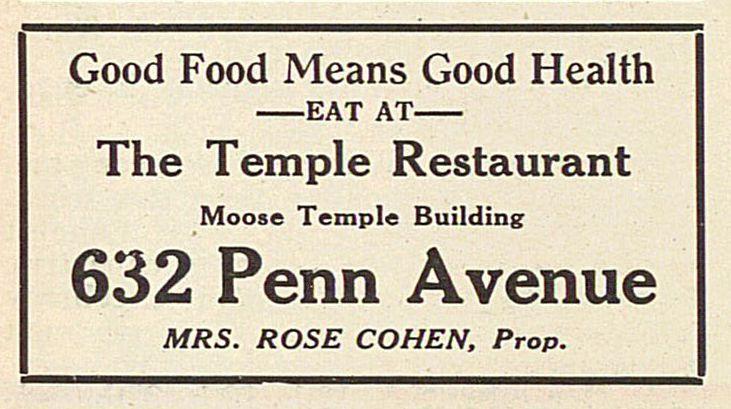 Good Food Means Good Health
—EAT AT—
The Temple Restaurant
Moose Temple Building
632 Penn Avenue
MRS. ROSE COHEN, Prop.